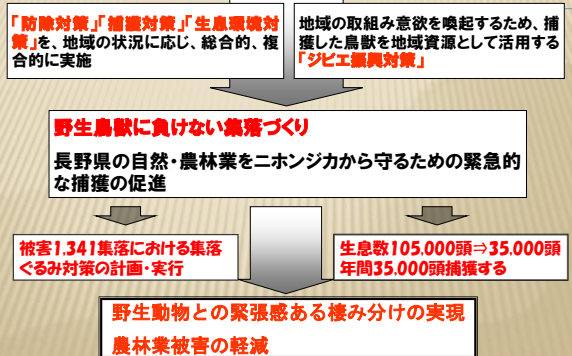 「防除対策」「捕獲対策」「生息環境対
策」を、地域の状況に応じ、総合的、複
合的に実施
地域の取組み意欲を喚起するため、捕
獲した鳥獣を地域資源として活用する
「ジビエ振興対策」
野生鳥獣に負けない集落づくり
長野県の自然・農林業をニホンジカから守るための緊急的
な捕獲の促進
被害1,341集落における集落
ぐるみ対策の計画・実行
生息数105,000頭⇒35,000頭
年間35,000頭捕獲する
野生動物との緊張感ある棲み分けの実現
農林業被害の軽減